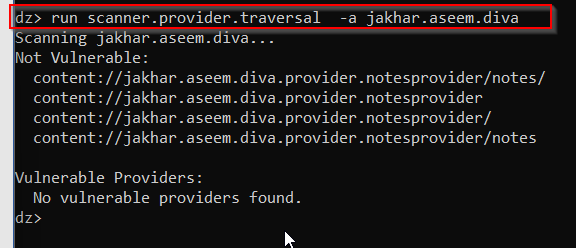 dz> run scanner.provider.traversal  -a jakhar.aseem.diva
Scanning jakhar.aseem.diva...
Not Vulnerable:
  content://jakhar.aseem.diva.provider.notesprovider/notes/
  content://jakhar.aseem.diva.provider.notesprovider
  content://jakhar.aseem.diva.provider.notesprovider/
  content://jakhar.aseem.diva.provider.notesprovider/notes

Vulnerable Providers:
  No vulnerable providers found.
dz>